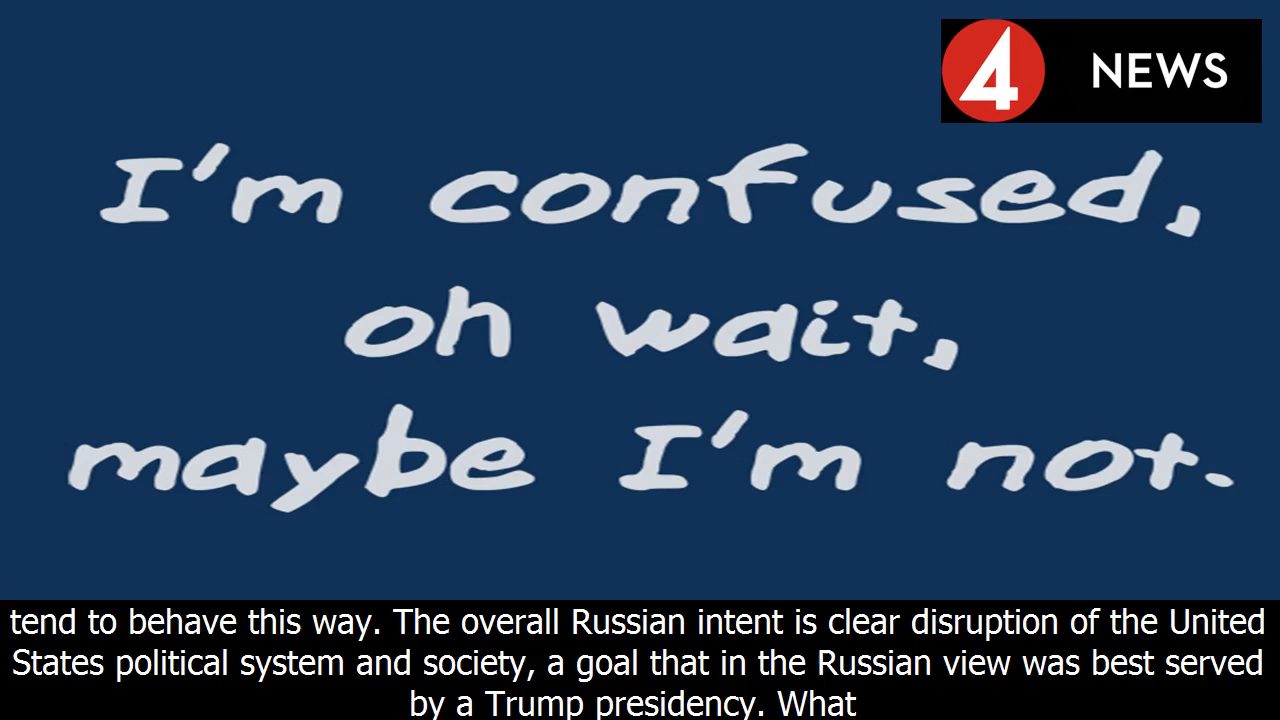 4 NEWS
I'm confused,
oh wait,
maybe I'm not.
tend to behave this way. The overall Russian intent is clear disruption of the United
States political system and society, a goal that in the Russian view was best served
by a Trump presidency. What